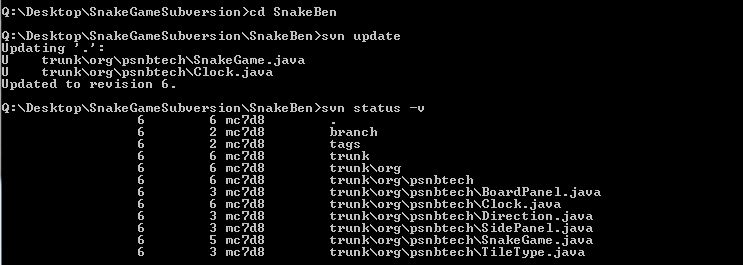 Q:\Desktop\SnakeGameSubversion>cd SnakeBen
Q:\Desktop\SnakeGameSubversion\SnakeBen>svn update
Updating '.':
U    trunk\org\psnbtech\SnakeGame.java
U    trunk\org\psnbtech\Clock.java
Updated to revision 6.
Q:\Desktop\SnakeGameSubversion\SnakeBen>svn status -v
                 6        6 mc7d8        .
                 6        2 mc7d8        branch
                 6        2 mc7d8        tags
                 6        6 mc7d8        trunk
                 6        6 mc7d8        trunk\org
                 6        6 mc7d8        trunk\org\psnbtech
                 6        3 mc7d8        trunk\org\psnbtech\BoardPanel.java
                 6        6 mc7d8        trunk\org\psnbtech\Clock.java
                 6        3 mc7d8        trunk\org\psnbtech\Direction.java
                 6        3 mc7d8        trunk\org\psnbtech\SidePanel.java
                 6        5 mc7d8        trunk\org\psnbtech\SnakeGame.java
                 6        3 mc7d8        trunk\org\psnbtech\TileType.java